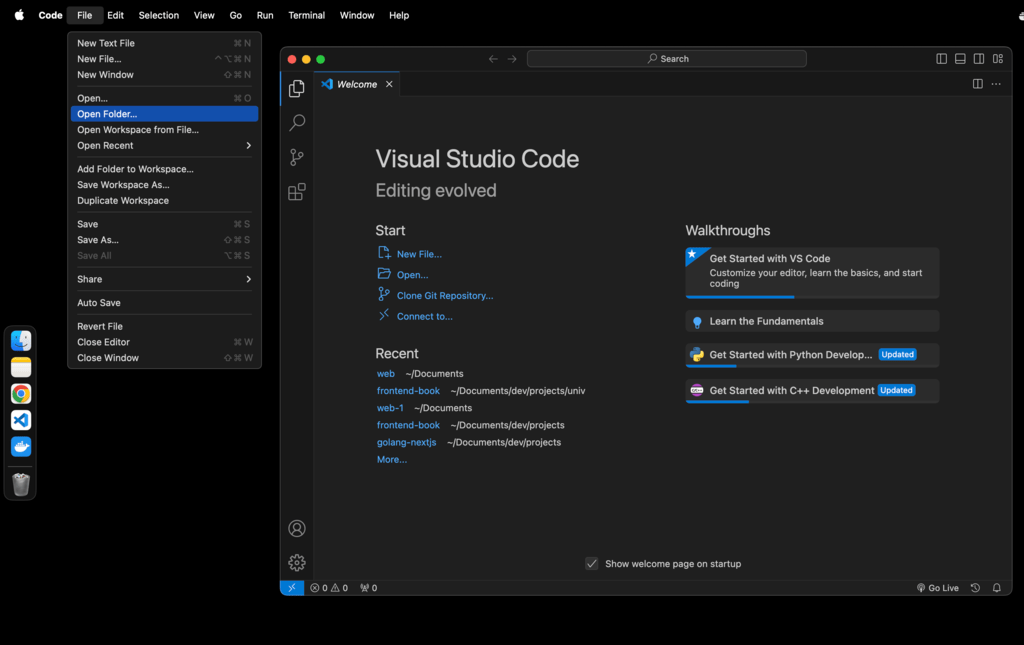 Code File Edit Selection View Go Run Terminal Window Help
New Text File ⌘ N
New File... ⌃⌥⌘ N
New Window ⇧⌘ N
Open... ⌘ O
Open Folder...
Open Workspace from File...
Open Recent
Add Folder to Workspace...
Save Workspace As...
Duplicate Workspace
Save ⌘ S
Save As... ⇧⌘ S
Save All ⌥⌘ S
Share
Auto Save
Revert File
Close Editor ⌘ W
Close Window ⇧⌘ W
Search
Welcome
Visual Studio Code
Editing evolved
Start
New File...
Open...
Clone Git Repository...
Connect to...
Recent
web ~/Documents
frontend-book ~/Documents/dev/projects/univ
web-1 ~/Documents
frontend-book ~/Documents/dev/projects
golang-nextjs ~/Documents/dev/projects
More...
Walkthroughs
Get Started with VS Code
Customize your editor, learn the basics, and start
coding
Learn the Fundamentals
Get Started with Python Develop... Updated
Get Started with C++ Development Updated
Show welcome page on startup
0 0 0 Go Live